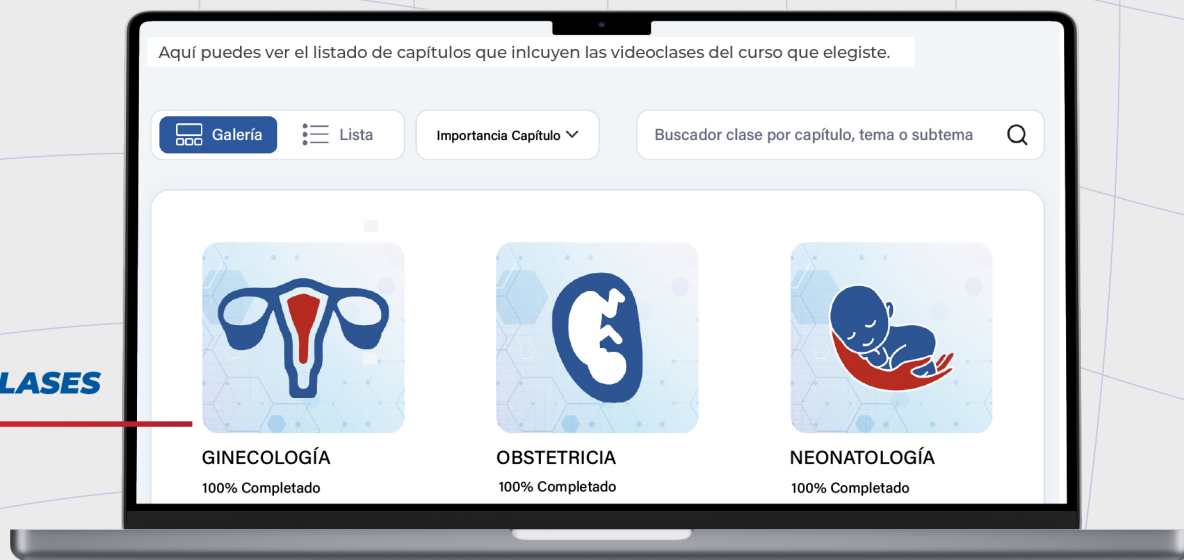 Aquí puedes ver el listado de capítulos que inlcuyen las videoclases del curso que elegiste.
Galería
Lista
Importancia Capítulo
Buscador clase por capítulo, tema o subtema
LASES
GINECOLOGÍA
OBSTETRICIA
NEONATOLOGÍA
100% Completado
100% Completado
100% Completado